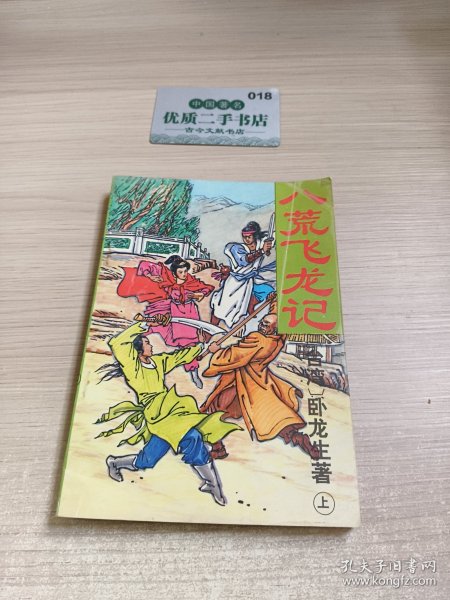 中国著名
018
优质二手书店
古今文献书店
八荒飞龙记
〔台湾〕卧龙生著
上
孔夫子旧书网
www.kongfz.com